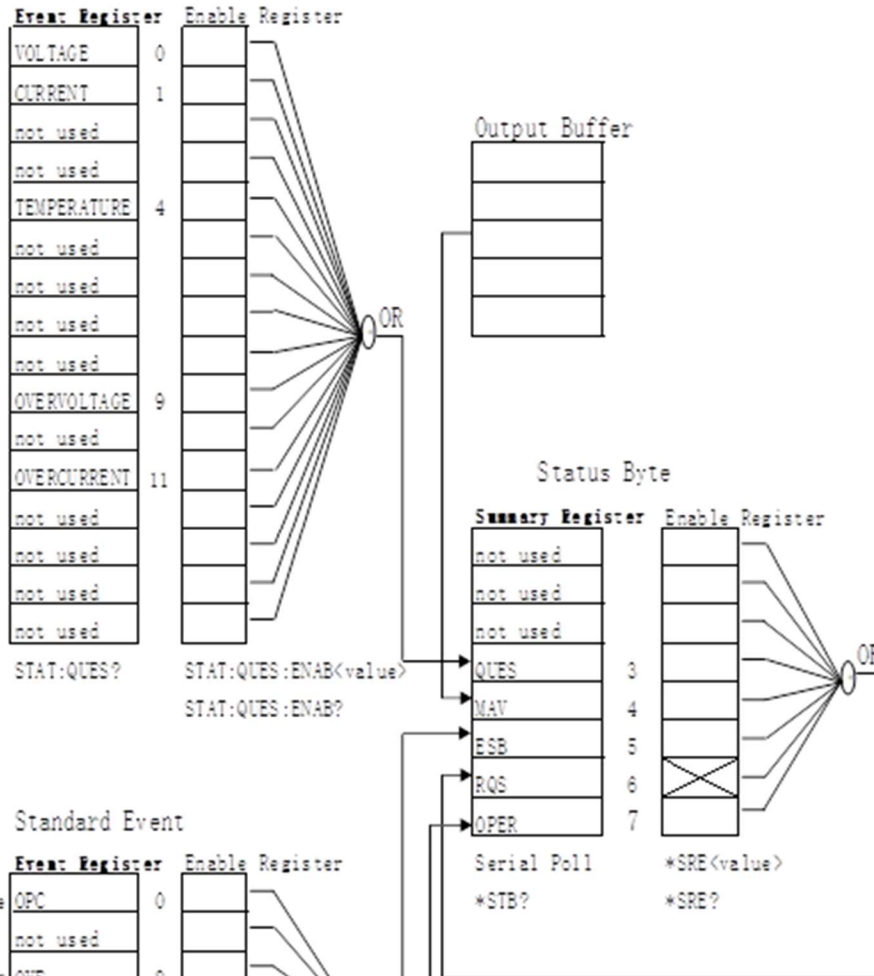 Event Register Enable Register
VOLTAGE 0
CURRENT 1
not used
not used
TEMPERATURE 4
not used
not used
not used
not used
OVERVOLTAGE 9
not used
OVERCURRENT 11
not used
not used
not used
not used
STAT:QUES? STAT:QUES:ENAB<value>
STAT:QUES:ENAB?
OR
Output Buffer
Status Byte
Summary Register Enable Register
not used
not used
not used
QUES 3
MAV 4
ESB 5
RQS 6
OPER 7
Serial Poll *SRE<value>
*STB? *SRE?
Standard Event
Event Register Enable Register
OPC 0
not used